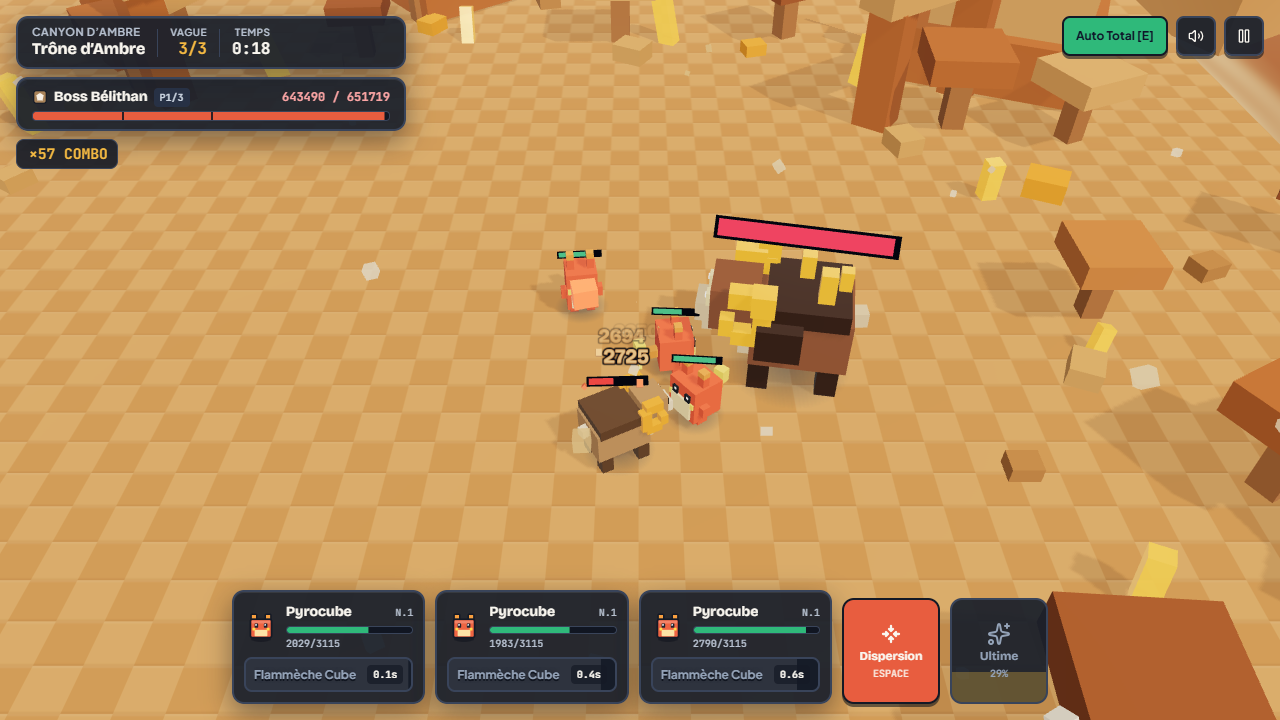 CANYON D'AMBRE
Trône d'Ambre
VAGUE
3/3
TEMPS
0:18
Auto Total [E]
Boss Bélithan P1/3 643490 / 651719
×57 COMBO
2694
2725
Pyrocube N.1
2029/3115
Flammèche Cube 0.1s
Pyrocube N.1
1983/3115
Flammèche Cube 0.4s
Pyrocube N.1
2790/3115
Flammèche Cube 0.6s
Dispersion
ESPACE
Ultime
29%